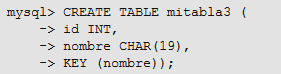 mysql> CREATE TABLE mitabla3 (
    -> id INT,
    -> nombre CHAR(19),
    -> KEY (nombre));